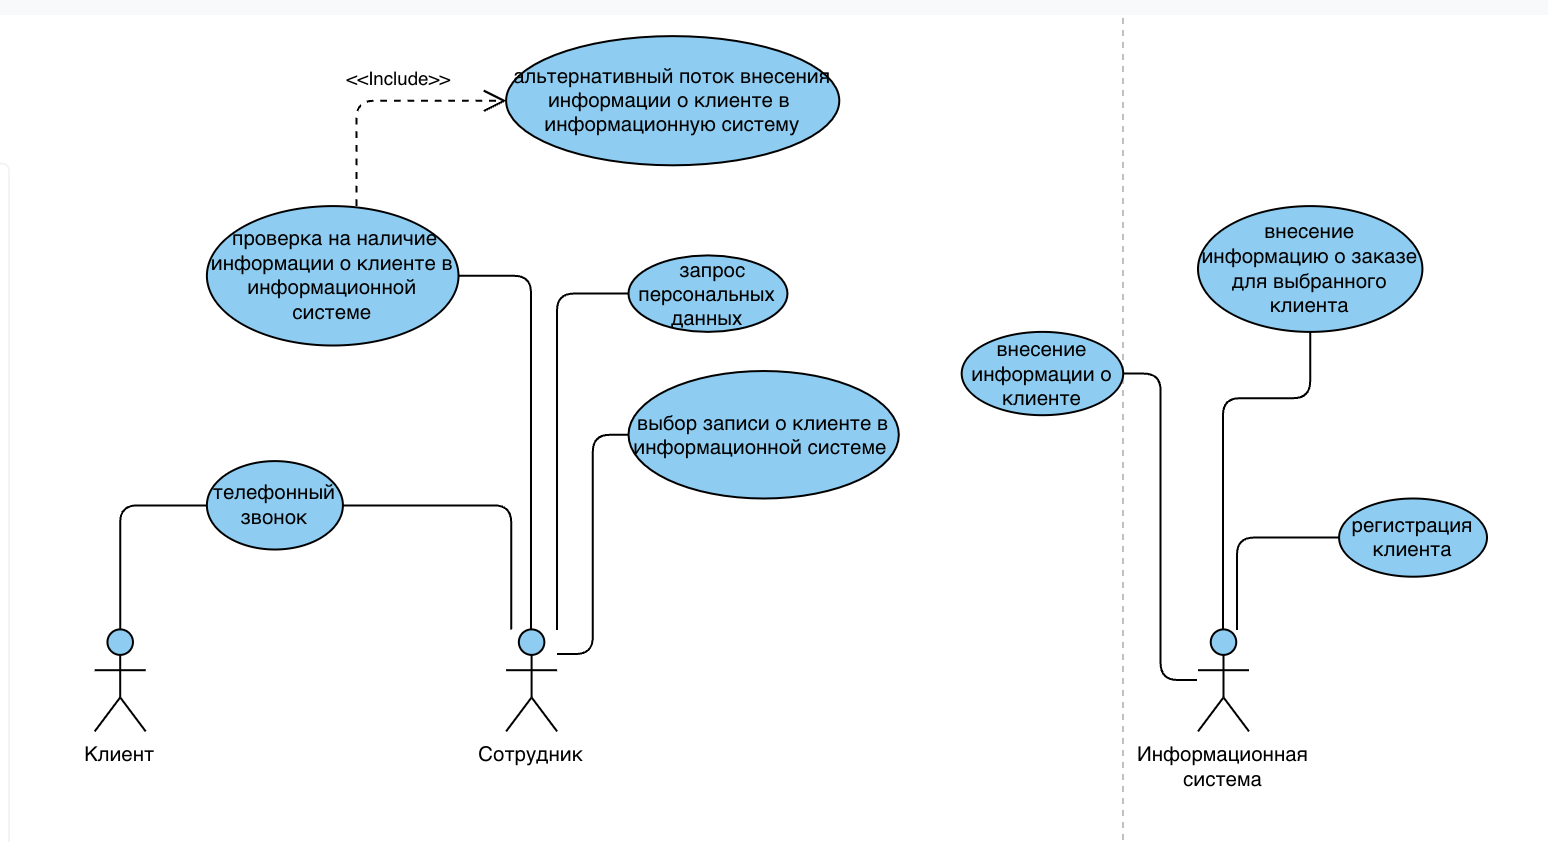 <<Include>>
альтернативный поток внесения
информации о клиенте в
информационную систему
проверка на наличие
информации о клиенте в
информационной
системе
запрос
персональных
данных
внесение
информацию о заказе
для выбранного
клиента
внесение
информации о
клиенте
выбор записи о клиенте в
информационной системе
телефонный
звонок
регистрация
клиента
Клиент
Сотрудник
Информационная
система